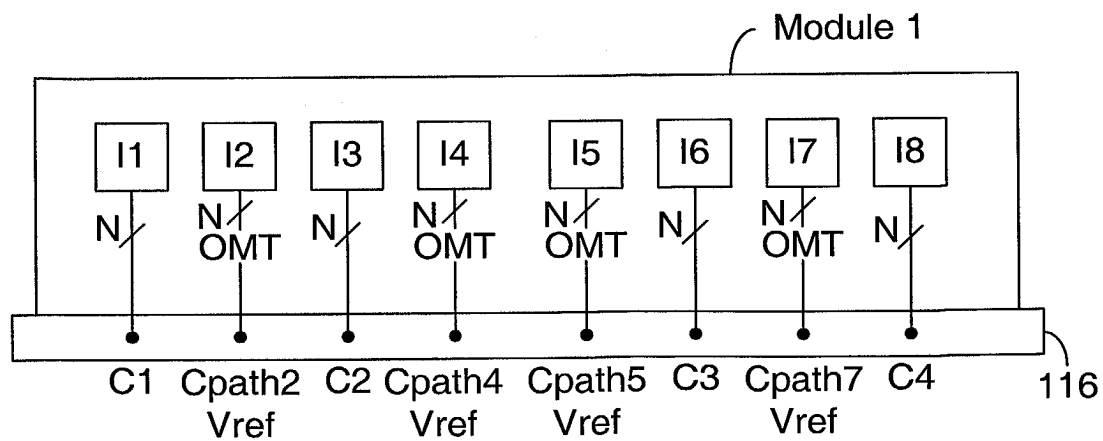 Module 1
I1 I2 I3 I4 I5 I6 I7 I8
N N N N N N N N
OMT OMT OMT OMT
C1 Cpath2 C2 Cpath4 Cpath5 C3 Cpath7 C4 116
Vref Vref Vref Vref